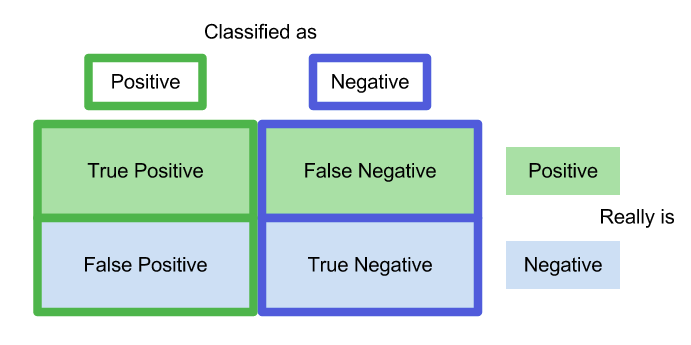 Classified as
Positive
Negative
True Positive
False Negative
Positive
Really is
False Positive
True Negative
Negative